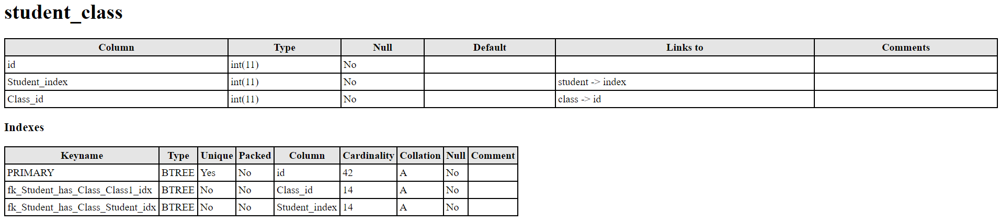 student_class
Column Type Null Default Links to Comments
id int(11) No
Student_index int(11) No student -> index
Class_id int(11) No class -> id
Indexes
Keyname Type Unique Packed Column Cardinality Collation Null Comment
PRIMARY BTREE Yes No id 42 A No
fk_Student_has_Class_Class1_idx BTREE No No Class_id 14 A No
fk_Student_has_Class_Student_idx BTREE No No Student_index 14 A No